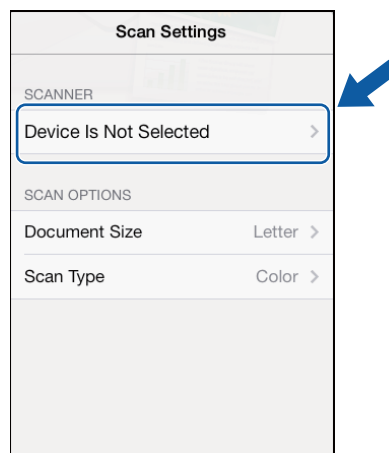 Scan Settings
SCANNER
Device Is Not Selected
SCAN OPTIONS
Document Size Letter
Scan Type Color